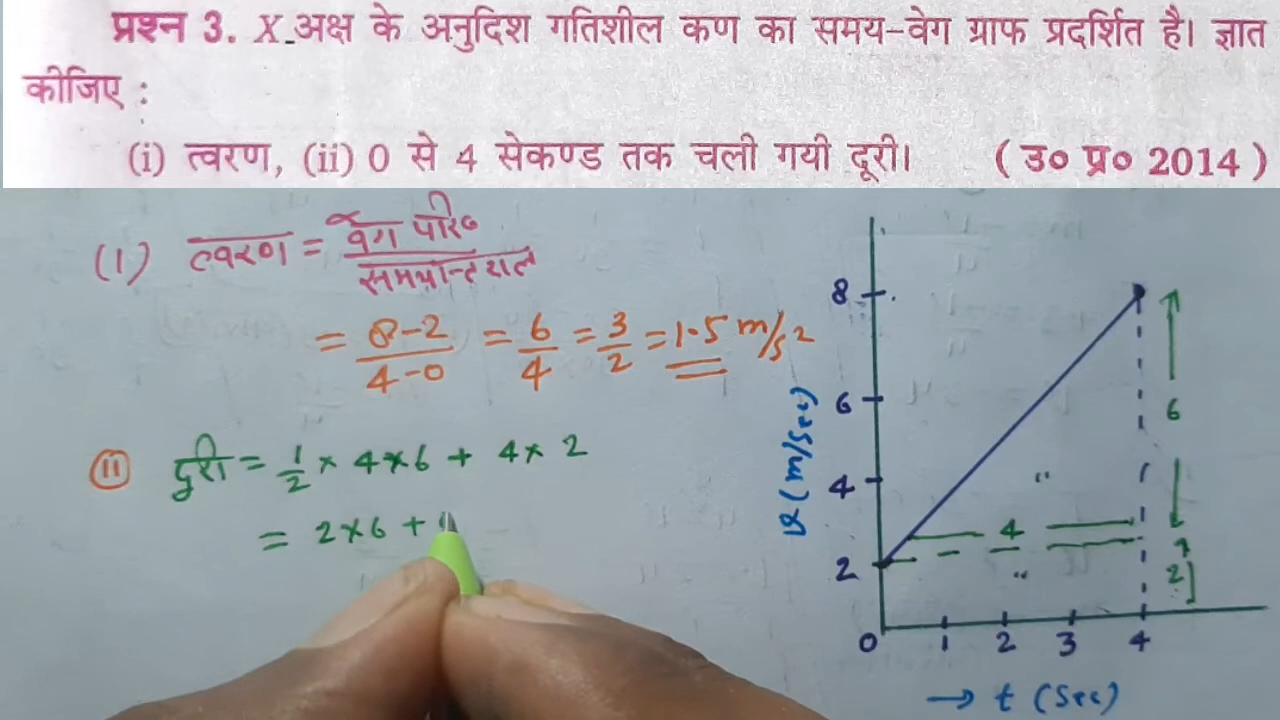 प्रश्न 3. X अक्ष के अनुदिश गतिशील कण का समय-वेग ग्राफ प्रदर्शित है। ज्ञात
कीजिए :
(i) त्वरण, (ii) 0 से 4 सेकण्ड तक चली गयी दूरी। ( उ० प्र० 2014 )
(I) त्वरण = वेग परि० / समयान्तराल
= 8-2 / 4-0 = 6/4 = 3/2 = 1.5 m/s2
(II) दुरी = 1/2 × 4×6 + 4×2
= 2×6 +
8
6
4
2
0 1 2 3 4
v (m/sec)
→ t (Sec)
6
4
2